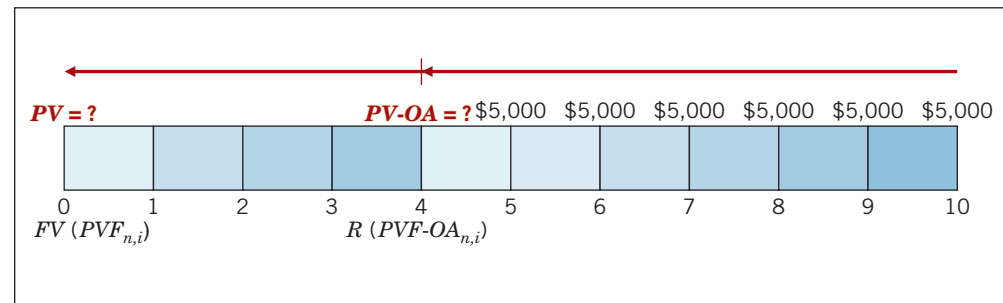 PV = ? PV-OA = ? $5,000 $5,000 $5,000 $5,000 $5,000 $5,000
0 1 2 3 4 5 6 7 8 9 10
FV (PVFn,i) R (PVF-OAn,i)